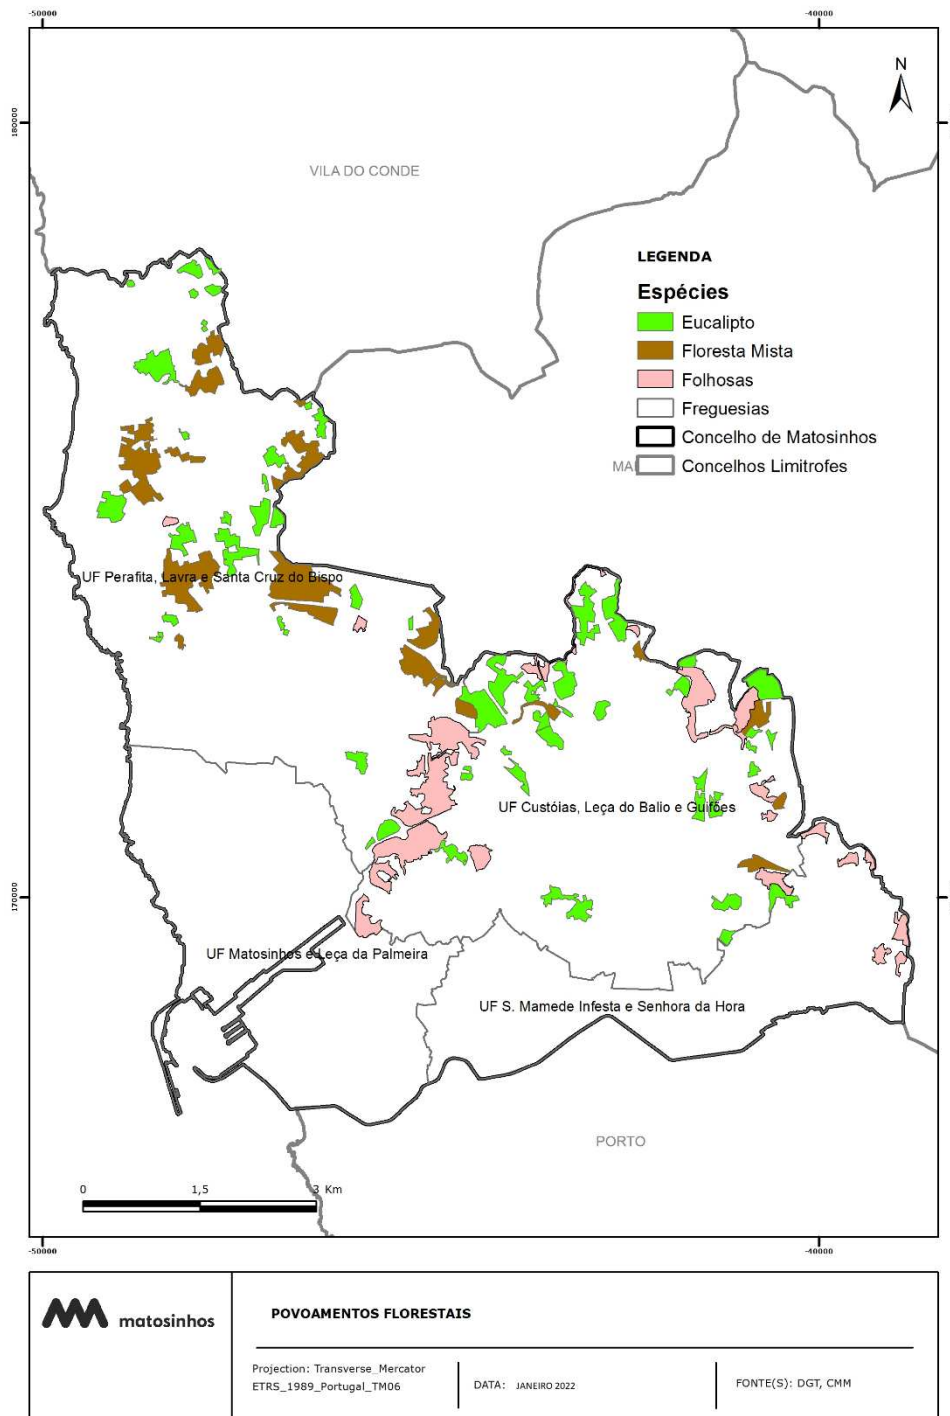 -50000
-40000
180000
N
VILA DO CONDE
LEGENDA
Espécies
Eucalipto
Floresta Mista
Folhosas
Freguesias
Concelho de Matosinhos
MAI
Concelhos Limitrofes
UF Perafita, Lavra e Santa Cruz do Bispo
UF Custóias, Leça do Balio e Guifões
170000
UF Matosinhos e Leça da Palmeira
UF S. Mamede Infesta e Senhora da Hora
PORTO
0 1,5 3 Km
-50000
-40000
matosinhos
POVOAMENTOS FLORESTAIS
Projection: Transverse_Mercator
ETRS_1989_Portugal_TM06
DATA: JANEIRO 2022
FONTE(S): DGT, CMM